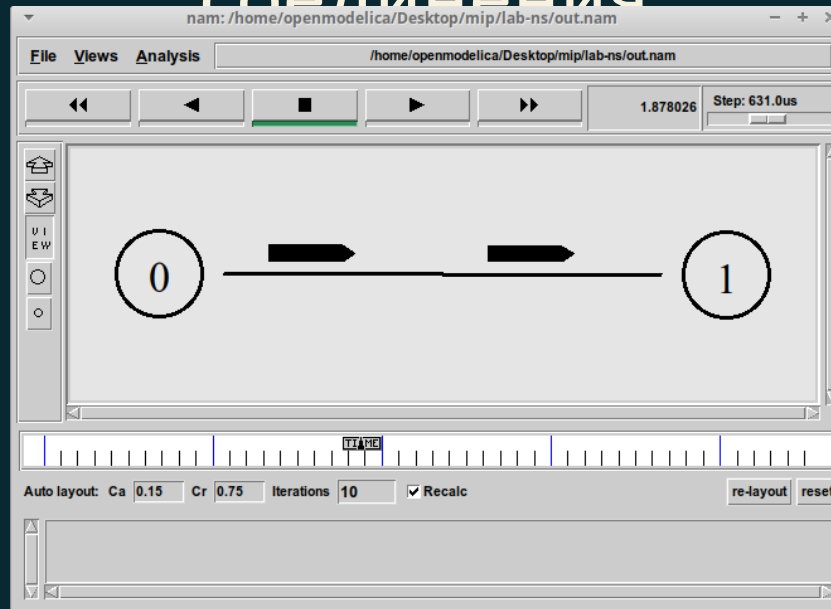 соединения
nam: /home/openmodelica/Desktop/mip/lab-ns/out.nam
File Views Analysis /home/openmodelica/Desktop/mip/lab-ns/out.nam
1.878026 Step: 631.0us
V I
E W
0 1
TIME
Auto layout: Ca 0.15 Cr 0.75 Iterations 10 Recalc re-layout reset